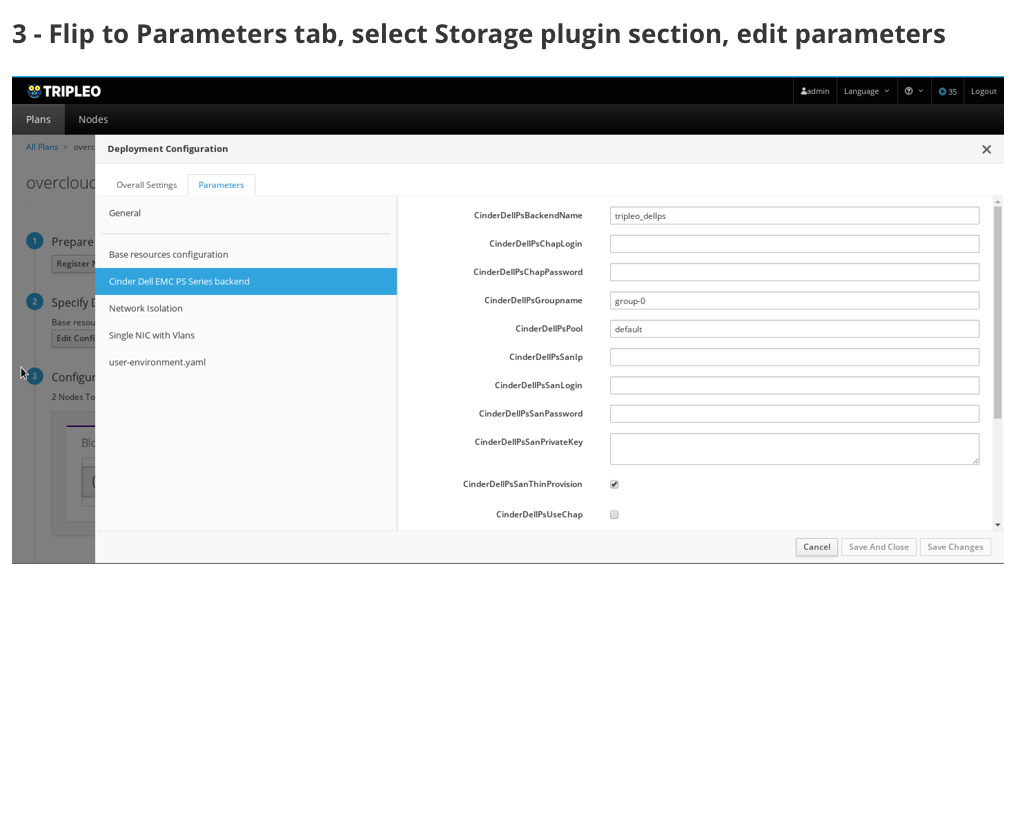 3 - Flip to Parameters tab, select Storage plugin section, edit parameters
TRIPLEO
admin
Language
35
Logout
Plans
Nodes
All Plans > overc
overclouc
Deployment Configuration
Overall Settings
Parameters
1
Prepare
Register
2
Specify
Base resou
Edit Confi
3
Configur
2 Nodes To
Blo
General
Base resources configuration
Cinder Dell EMC PS Series backend
Network Isolation
Single NIC with Vlans
user-environment.yaml
CinderDellPsBackendName tripleo_dellps
CinderDellPsChapLogin
CinderDellPsChapPassword
CinderDellPsGroupname group-0
CinderDellPsPool default
CinderDellPsSanIp
CinderDellPsSanLogin
CinderDellPsSanPassword
CinderDellPsSanPrivateKey
CinderDellPsSanThinProvision
CinderDellPsUseChap
Cancel
Save And Close
Save Changes